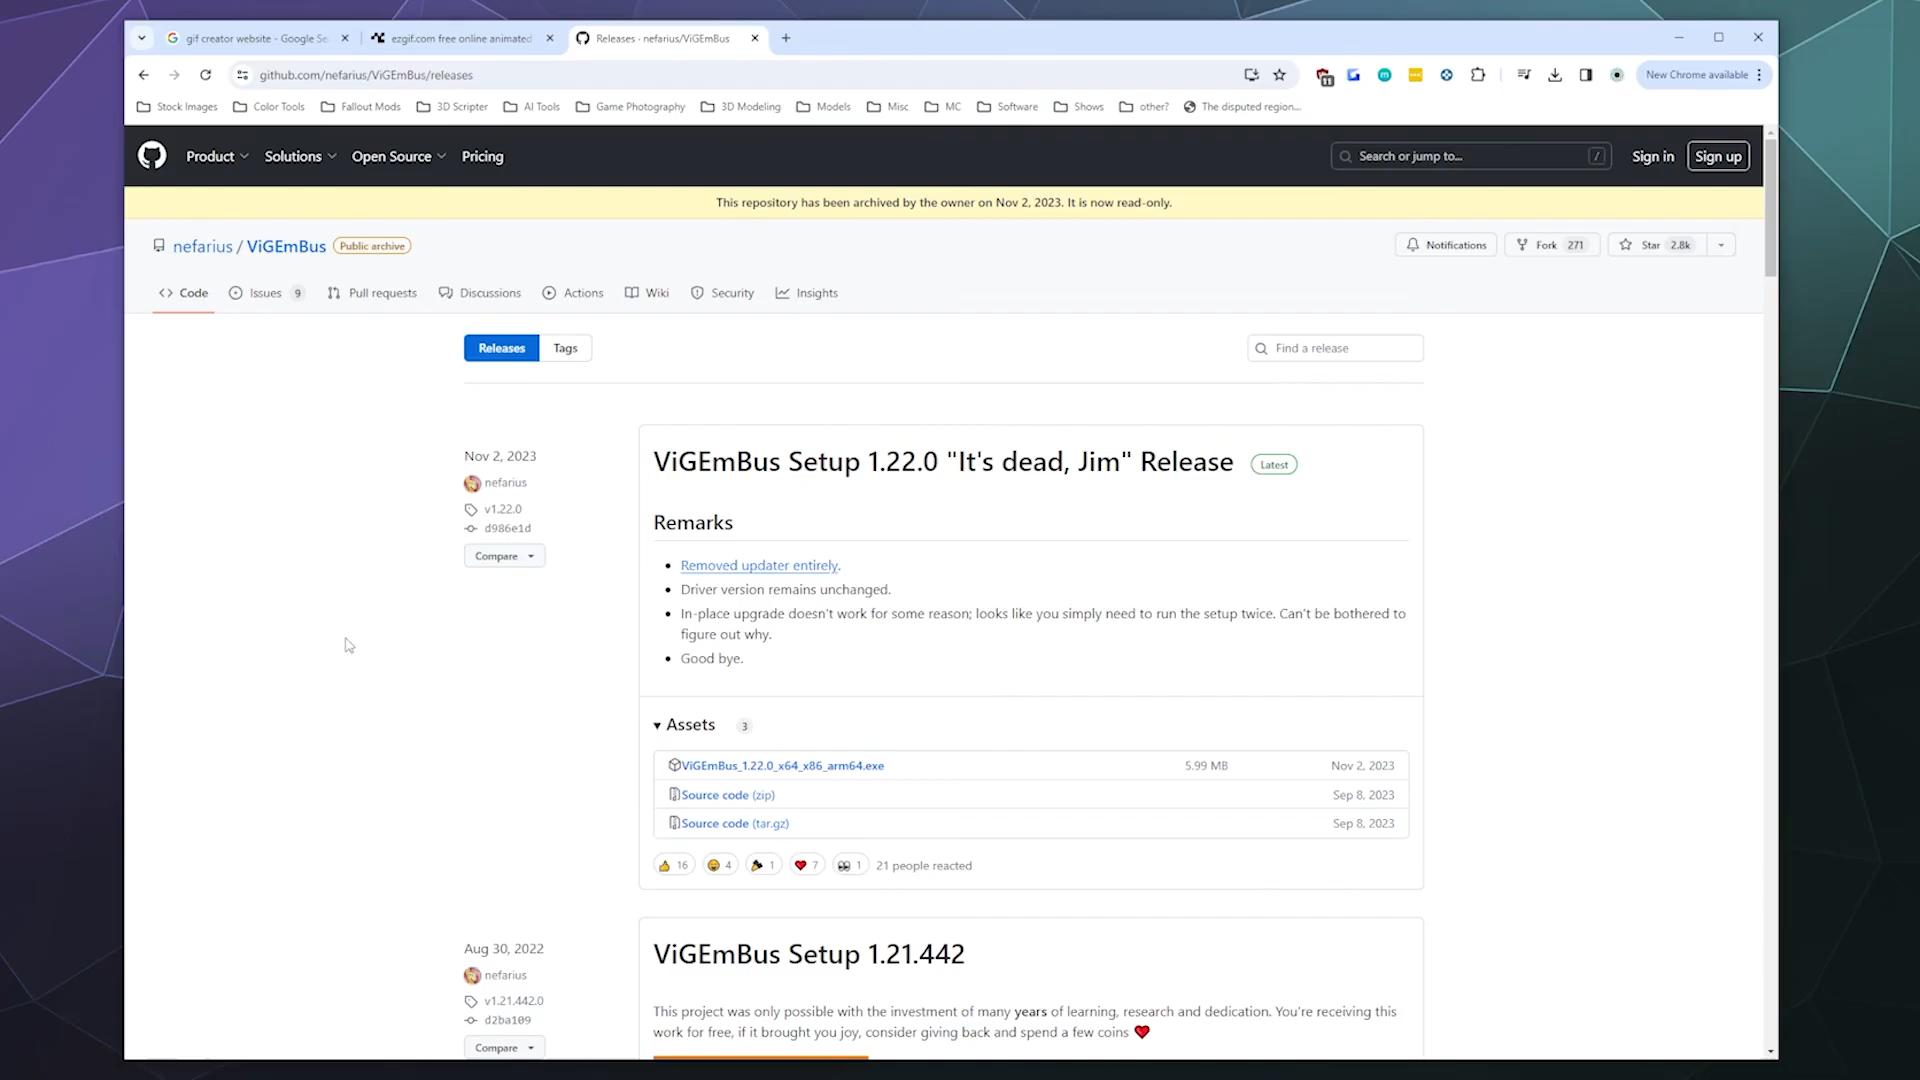 gif creator website - Google Se
ezgif.com free online animated
Releases · nefarius/ViGEmBus
github.com/nefarius/ViGEmBus/releases
New Chrome available
Stock Images
Color Tools
Fallout Mods
3D Scripter
AI Tools
Game Photography
3D Modeling
Models
Misc
MC
Software
Shows
other?
The disputed region...
Product
Solutions
Open Source
Pricing
Search or jump to...
/
Sign in
Sign up
This repository has been archived by the owner on Nov 2, 2023. It is now read-only.
nefarius / ViGEmBus
Public archive
Notifications
Fork 271
Star 2.8k
Code
Issues 9
Pull requests
Discussions
Actions
Wiki
Security
Insights
Releases
Tags
Find a release
Nov 2, 2023
nefarius
v1.22.0
d986e1d
Compare
ViGEmBus Setup 1.22.0 "It's dead, Jim" Release
Latest
Remarks
Removed updater entirely.
Driver version remains unchanged.
In-place upgrade doesn't work for some reason; looks like you simply need to run the setup twice. Can't be bothered to
figure out why.
Good bye.
Assets 3
ViGEmBus_1.22.0_x64_x86_arm64.exe
5.99 MB
Nov 2, 2023
Source code (zip)
Sep 8, 2023
Source code (tar.gz)
Sep 8, 2023
16
4
1
7
1
21 people reacted
Aug 30, 2022
nefarius
v1.21.442.0
d2ba109
Compare
ViGEmBus Setup 1.21.442
This project was only possible with the investment of many years of learning, research and dedication. You're receiving this
work for free, if it brought you joy, consider giving back and spend a few coins